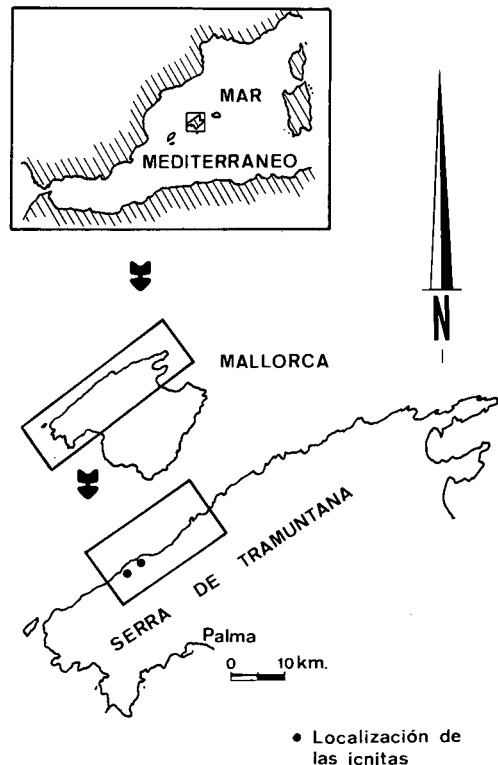 MAR
MEDITERRANEO
N
MALLORCA
SERRA DE TRAMUNTANA
Palma
0 10 km.
Localización de
las icnitas